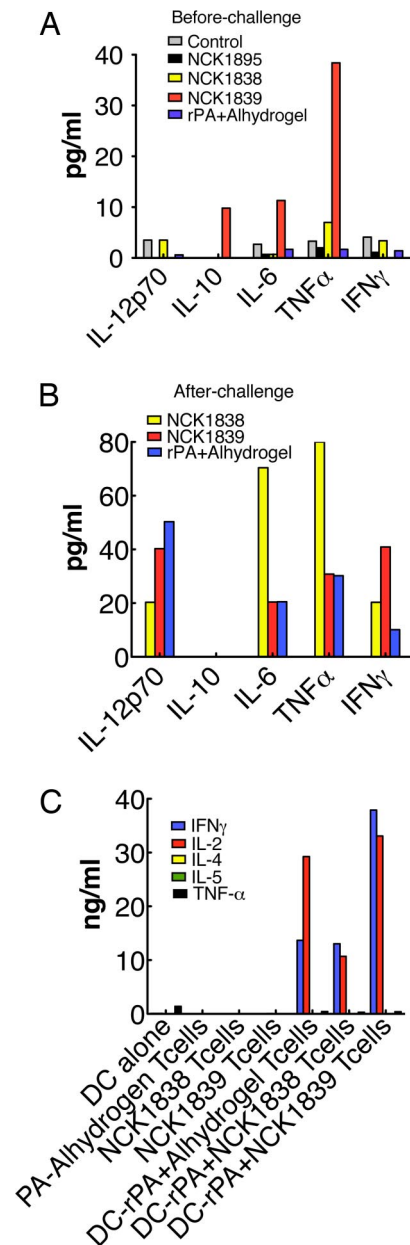 A
Before-challenge
Control
NCK1895
NCK1838
NCK1839
rPA+Alhydrogel
pg/ml
40
30
20
10
0
IL-12p70
IL-10
IL-6
TNFα
IFNγ
B
After-challenge
NCK1838
NCK1839
rPA+Alhydrogel
pg/ml
80
60
40
20
0
IL-12p70
IL-10
IL-6
TNFα
IFNγ
C
IFNγ
IL-2
IL-4
IL-5
TNF-α
ng/ml
40
30
20
10
0
DC alone
PA-Alhydrogen Tcells
NCK1838 Tcells
NCK1839 Tcells
DC-rPA+Alhydrogel Tcells
DC-rPA+NCK1838 Tcells
DC-rPA+NCK1839 Tcells